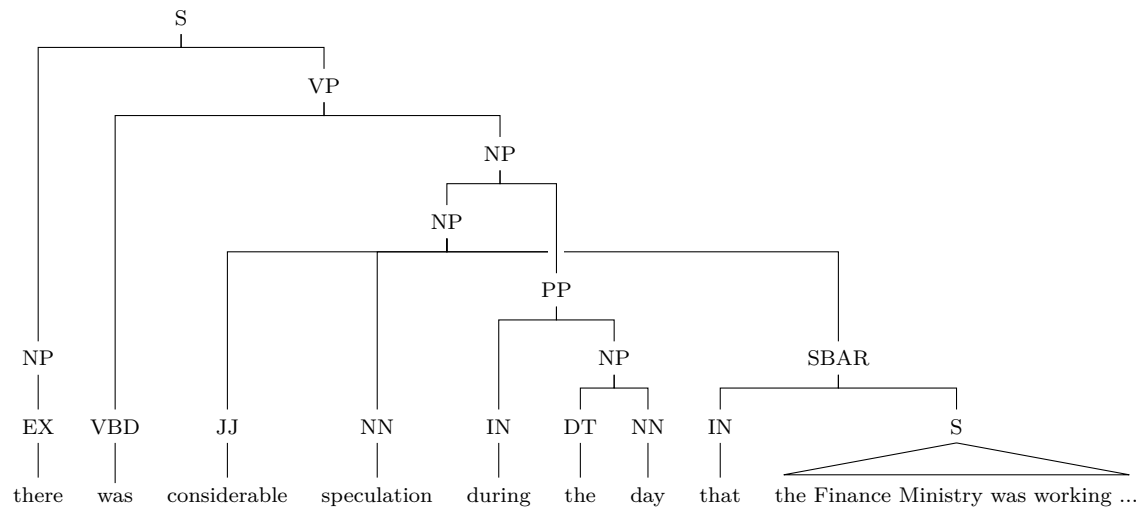 S
VP
NP
NP
PP
NP NP SBAR
EX VBD JJ NN IN DT NN IN S
there was considerable speculation during the day that the Finance Ministry was working ...